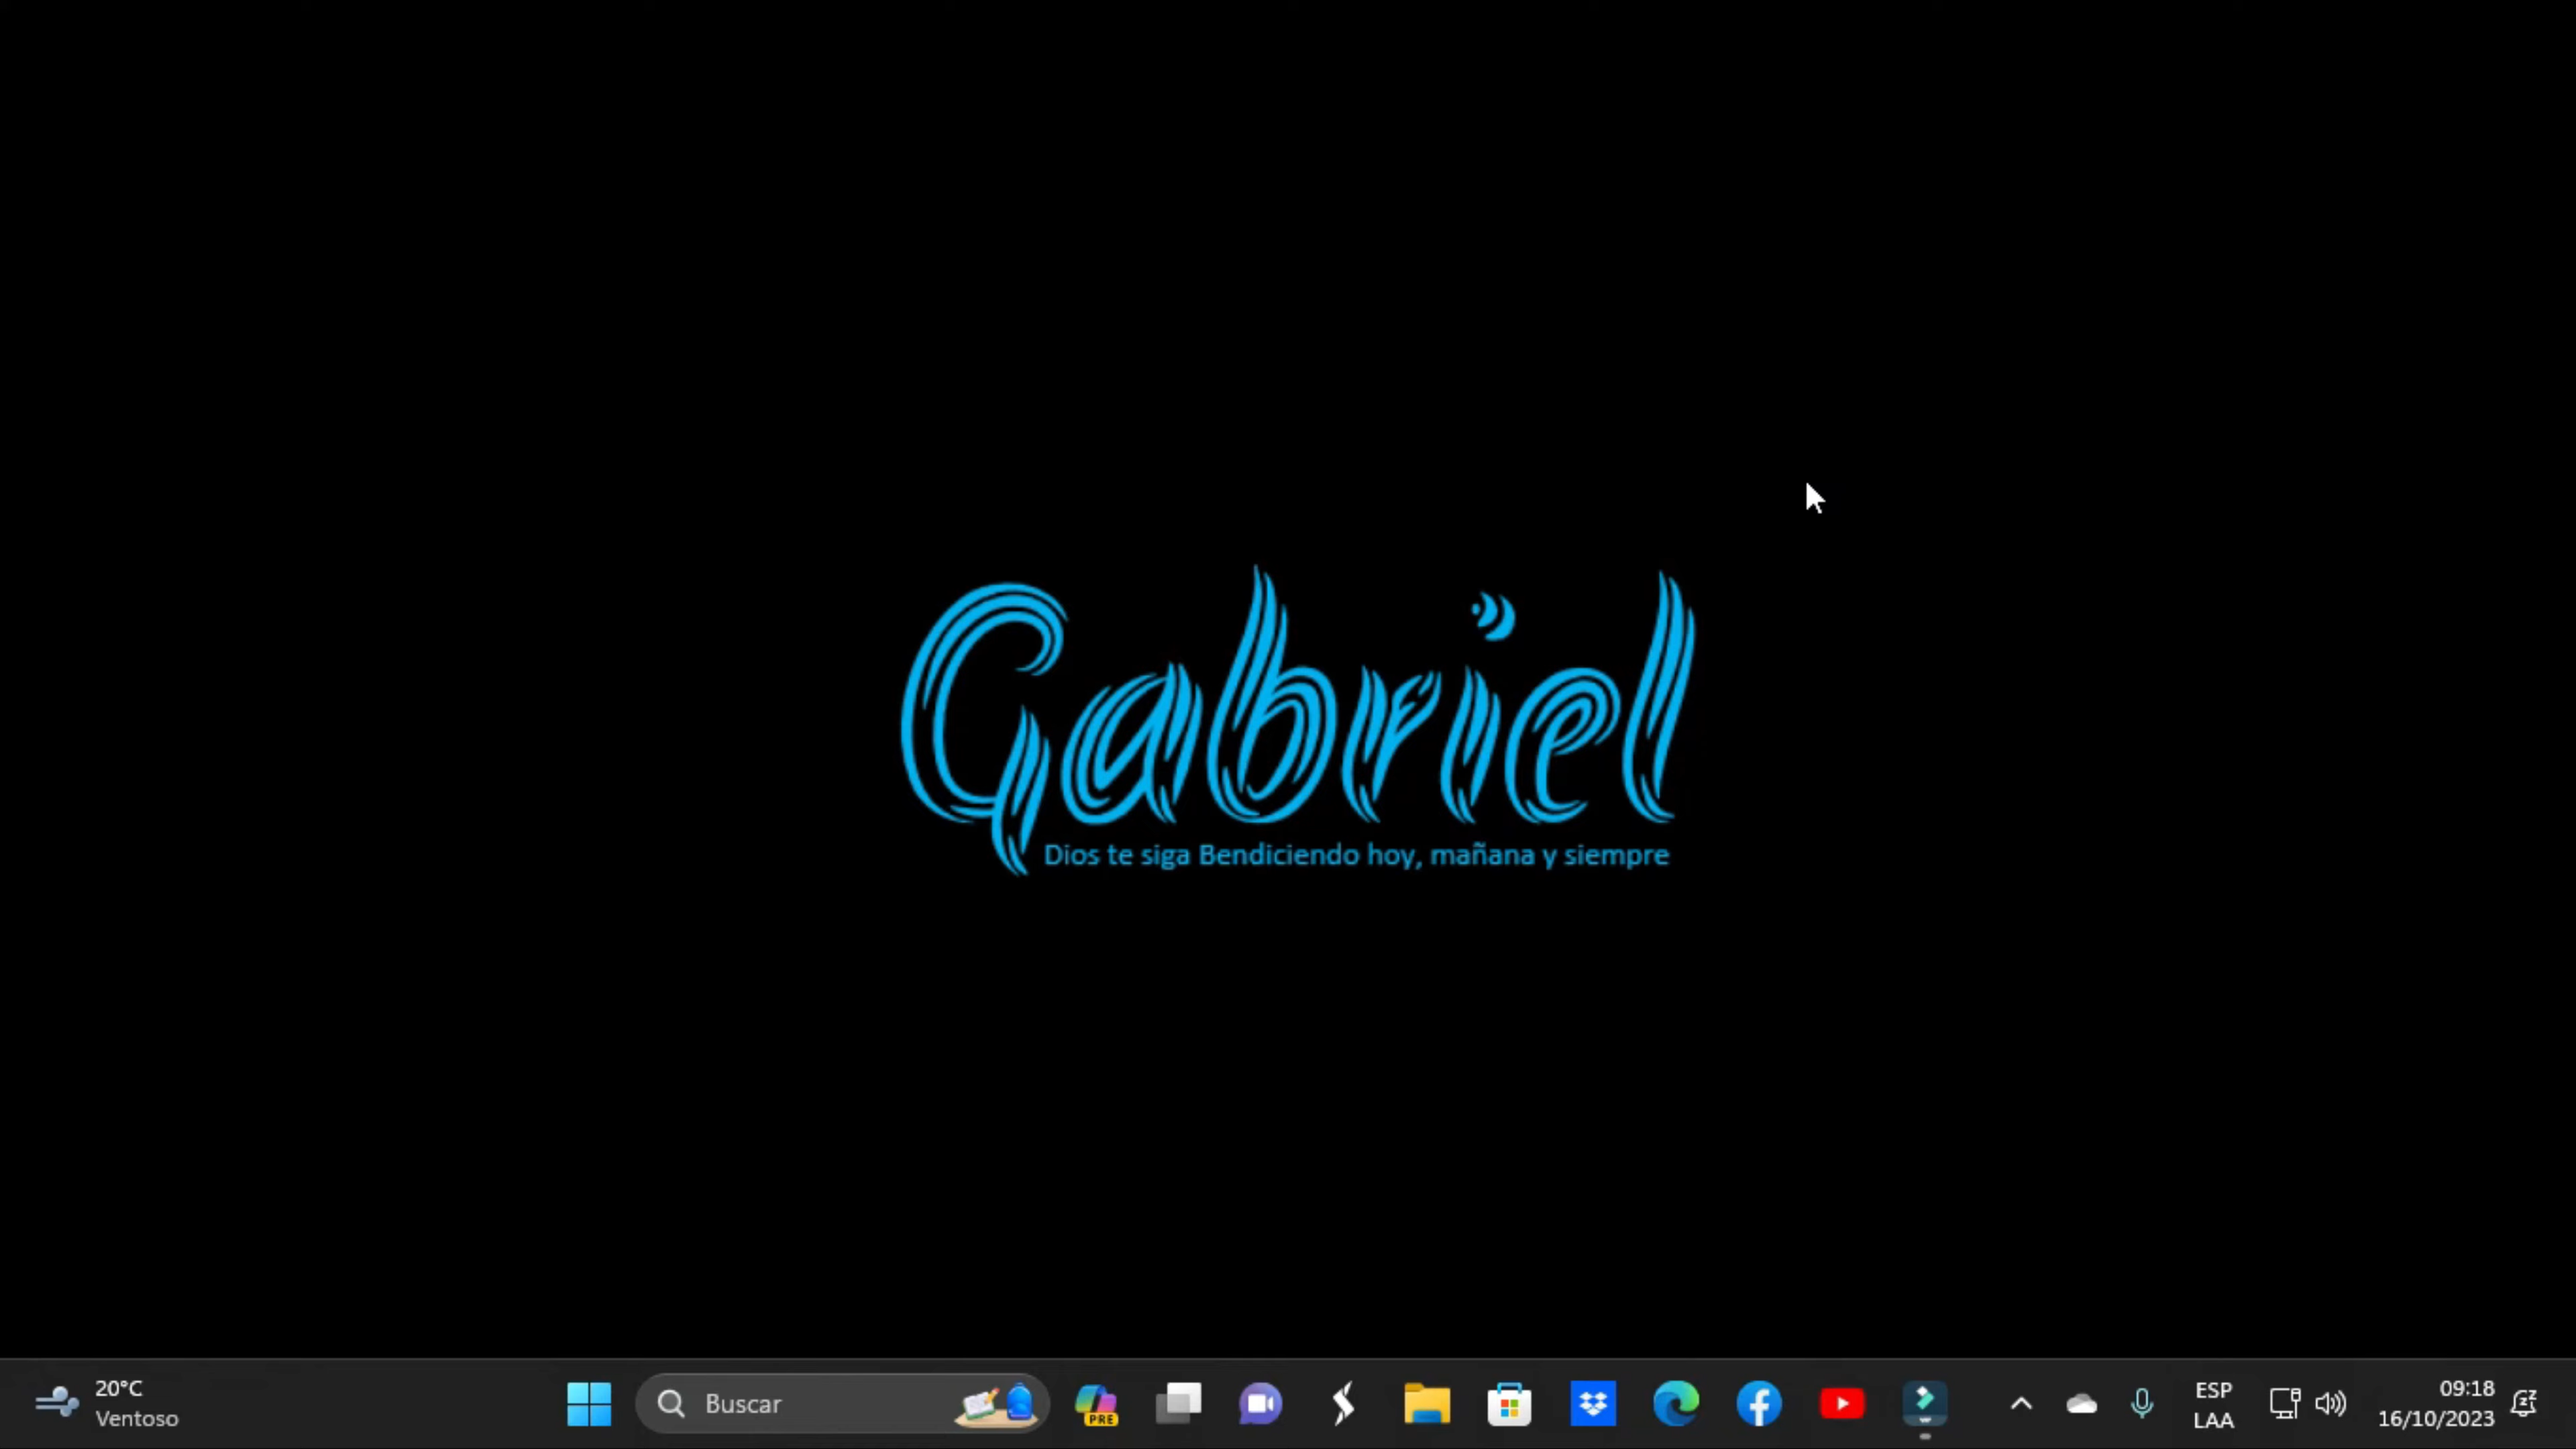 Gabriel
Dios te siga Bendiciendo hoy, mañana y siempre
20°C
Ventoso
Buscar
PRE
ESP
LAA
09:18
16/10/2023